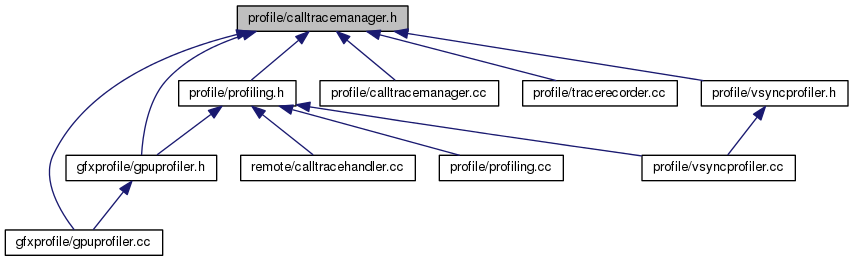 profile/calltracemanager.h
profile/profiling.h
profile/calltracemanager.cc
profile/tracerecorder.cc
profile/vsyncprofiler.h
gfxprofile/gpuprofiler.h
remote/calltracehandler.cc
profile/profiling.cc
profile/vsyncprofiler.cc
gfxprofile/gpuprofiler.cc